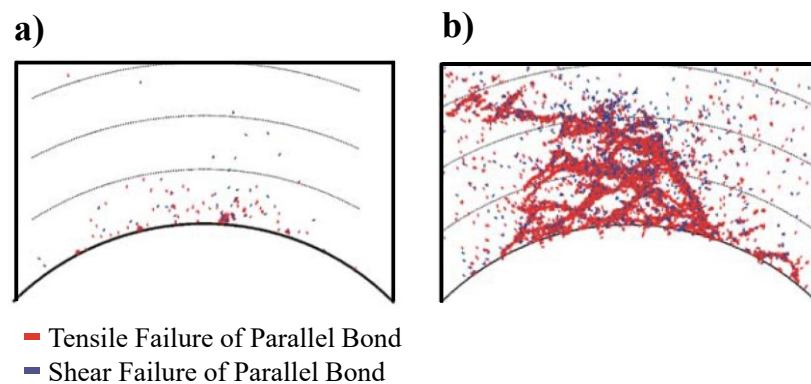 a)
b)
Tensile Failure of Parallel Bond
Shear Failure of Parallel Bond